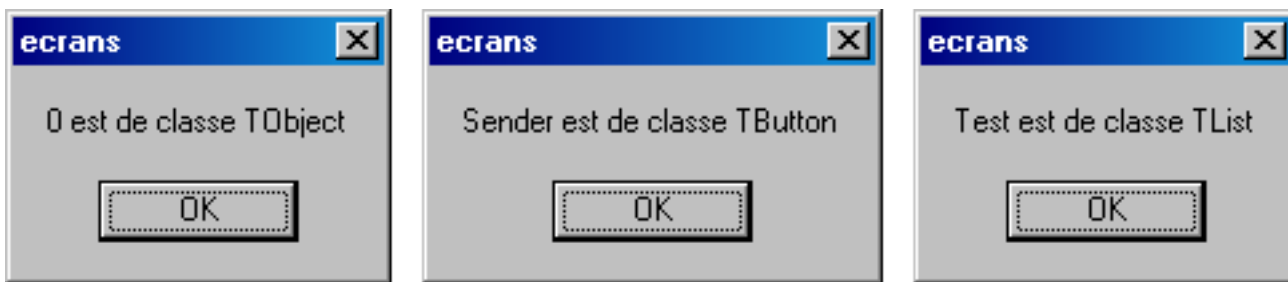 ecrans
O est de classe TObject
OK
ecrans
Sender est de classe TButton
OK
ecrans
Test est de classe TList
OK